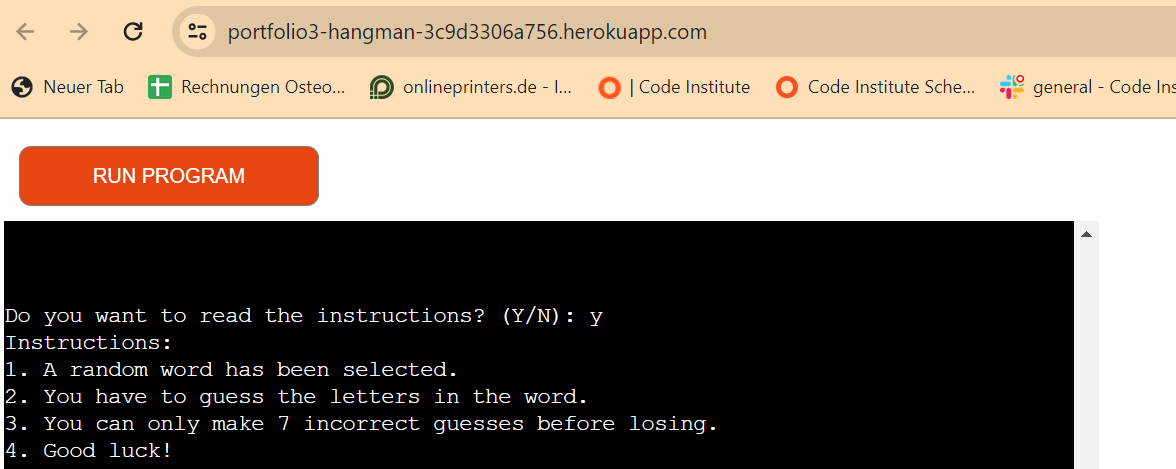 portfolio3-hangman-3c9d3306a756.herokuapp.com
Neuer Tab Rechnungen Osteo... onlineprinters.de - I... | Code Institute Code Institute Sche... general - Code Ins
RUN PROGRAM
Do you want to read the instructions? (Y/N): y
Instructions:
1. A random word has been selected.
2. You have to guess the letters in the word.
3. You can only make 7 incorrect guesses before losing.
4. Good luck!